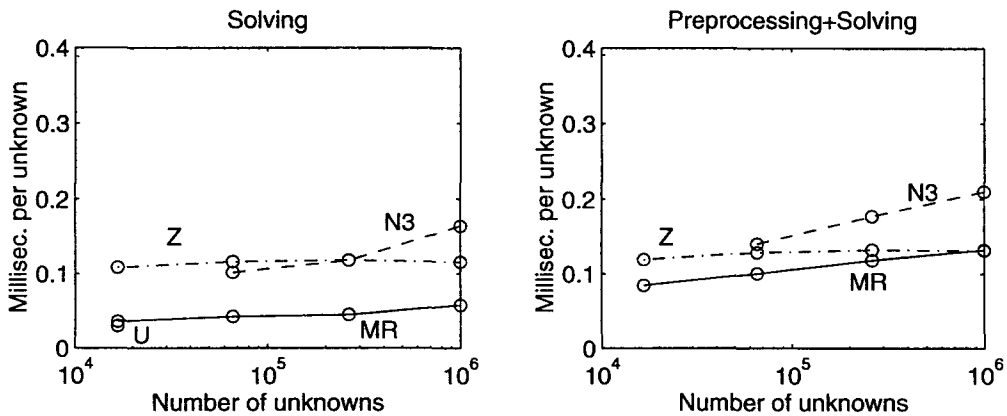 Solving
Millisec. per unknown
0.4
0.3
0.2
0.1
0
Z
N3
U
MR
10^4
10^5
10^6
Number of unknowns
Preprocessing+Solving
Millisec. per unknown
0.4
0.3
0.2
0.1
0
Z
N3
MR
10^4
10^5
10^6
Number of unknowns